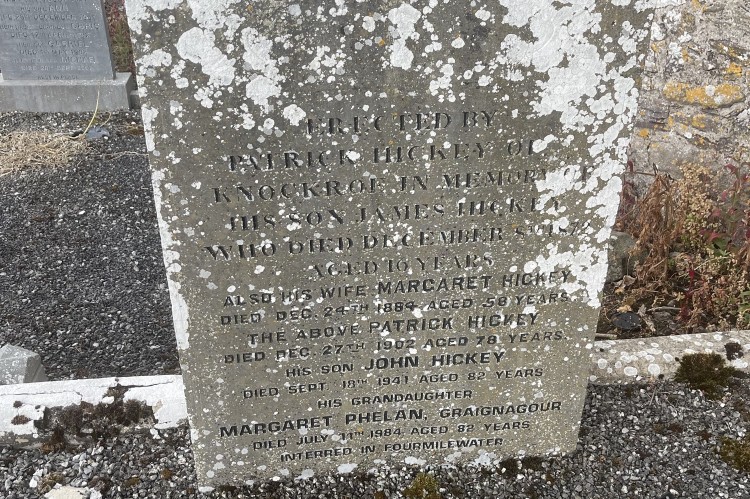 ERECTED BY
PATRICK HICKEY OF
KNOCKROE IN MEMORY OF
HIS SON JAMES HICKEY
WHO DIED DECEMBER
AGED 16 YEARS
ALSO HIS WIFE MARGARET HICKEY
DIED DEC. 24TH 1884 AGED 58 YEARS.
THE ABOVE PATRICK HICKEY
DIED DEC. 27TH 1902 AGED 78 YEARS.
HIS SON JOHN HICKEY
DIED SEPT. 18TH 1941 AGED 82 YEARS
HIS GRANDAUGHTER
MARGARET PHELAN, GRAIGNAGOUR
DIED JULY 11TH 1984 AGED 82 YEARS
INTERRED IN FOURMILEWATER